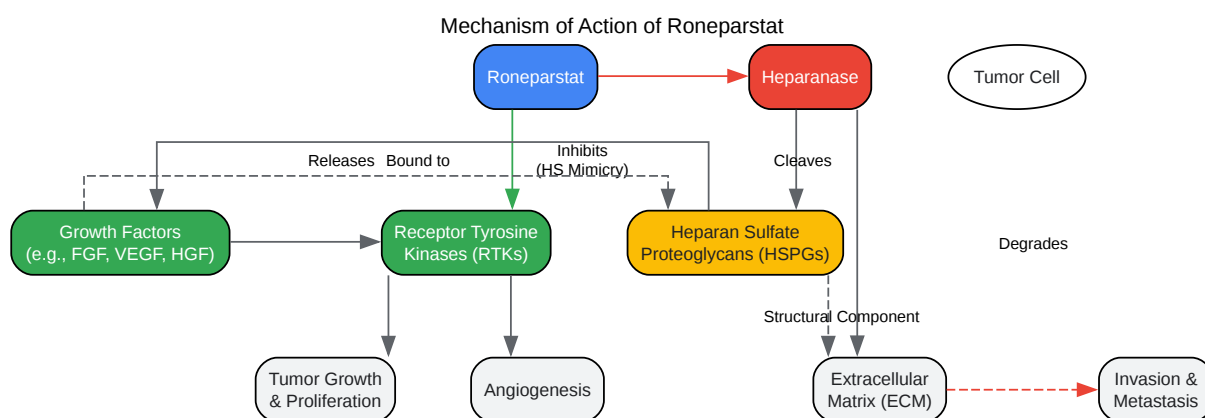 Mechanism of Action of Roneparstat
Roneparstat
Heparanase
Tumor Cell
Releases
Bound to
Inhibits
(HS Mimicry)
Cleaves
Growth Factors
(e.g., FGF, VEGF, HGF)
Receptor Tyrosine
Kinases (RTKs)
Heparan Sulfate
Proteoglycans (HSPGs)
Degrades
Structural Component
Tumor Growth
& Proliferation
Angiogenesis
Extracellular
Matrix (ECM)
Invasion &
Metastasis